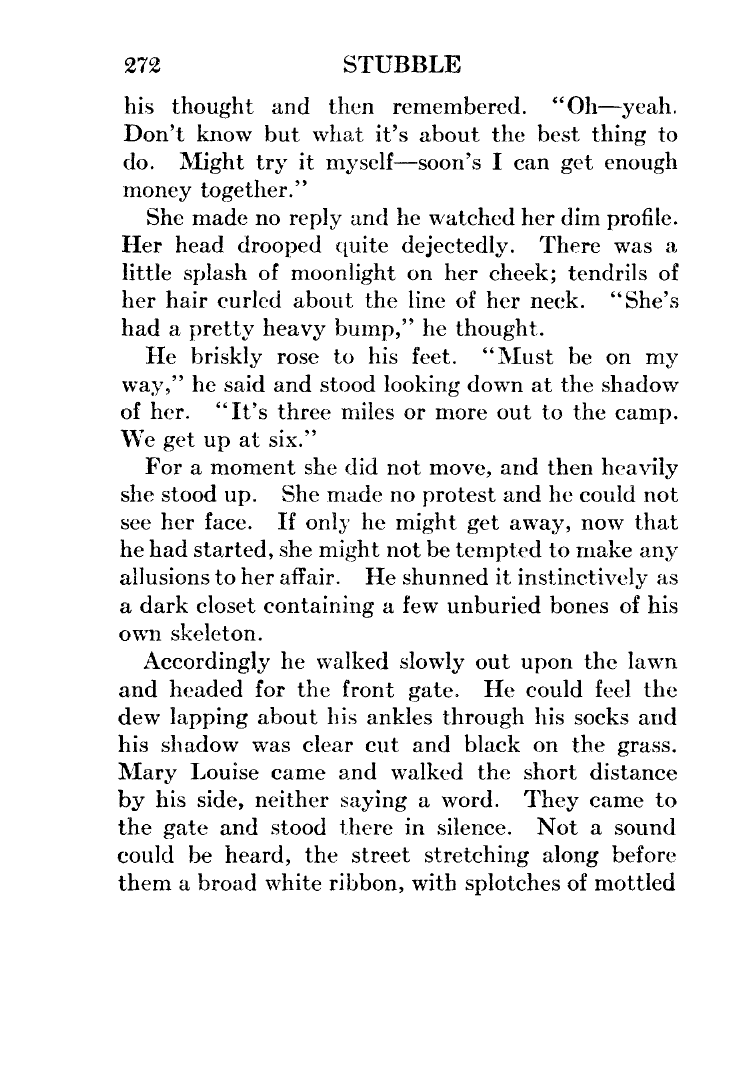 272 STUBBLE
his thought and then remembered. "Oh—yeah.
Don't know but what it's about the best thing to
do. Might try it myself—soon's I can get enough
money together."
She made no reply and he watched her dim profile.
Her head drooped quite dejectedly. There was a
little splash of moonlight on her cheek; tendrils of
her hair curled about the line of her neck. "She's
had a pretty heavy bump," he thought.
He briskly rose to his feet. "Must be on my
way," he said and stood looking down at the shadow
of her. "It's three miles or more out to the camp.
We get up at six."
For a moment she did not move, and then heavily
she stood up. She made no protest and he could not
see her face. If only he might get away, now that
he had started, she might not be tempted to make any
allusions to her affair. He shunned it instinctively as
a dark closet containing a few unburied bones of his
own skeleton.
Accordingly he walked slowly out upon the lawn
and headed for the front gate. He could feel the
dew lapping about his ankles through his socks and
his shadow was clear cut and black on the grass.
Mary Louise came and walked the short distance
by his side, neither saying a word. They came to
the gate and stood there in silence. Not a sound
could be heard, the street stretching along before
them a broad white ribbon, with splotches of mottled